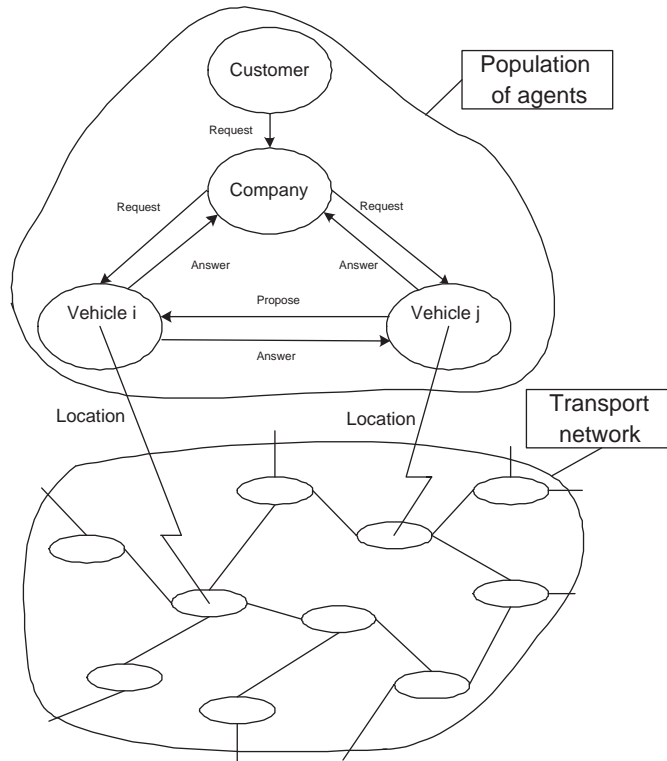 Customer
Population
of agents
Request
Company
Request
Request
Answer
Answer
Vehicle i
Propose
Vehicle j
Answer
Location
Location
Transport
network